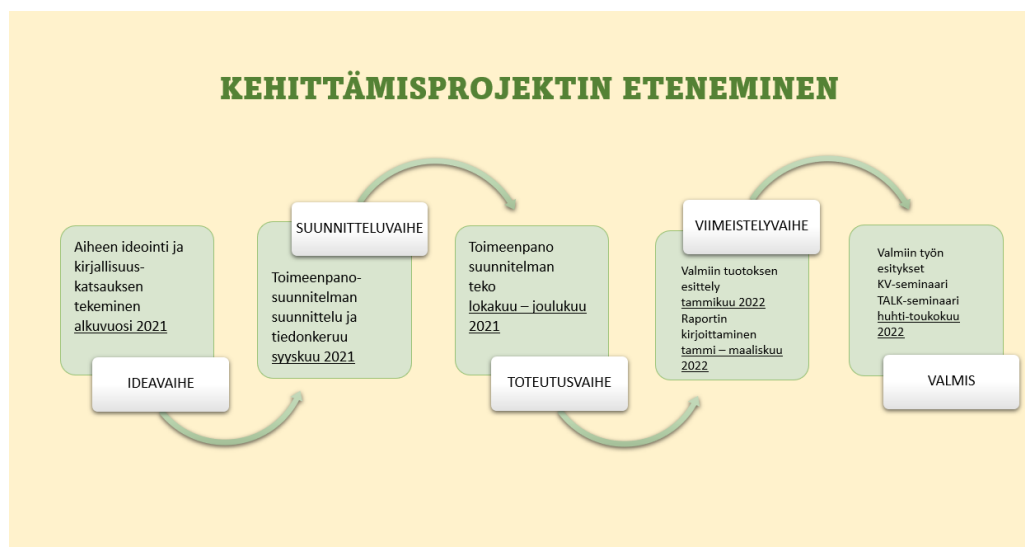 KEHITTÄMISPROJEKTIN ETENEMINEN
Aiheen ideointi ja
kirjallisuus-
katsauksen
tekeminen
alkuvuosi 2021
IDEAVAIHE
SUUNNITTELUVAIHE
Toimeenpano-
suunnitelman
suunnittelu ja
tiedonkeruu
syyskuu 2021
Toimeenpano
suunnitelman
teko
lokakuu – joulukuu
2021
TOTEUTUSVAIHE
VIIMEISTELYVAIHE
Valmiin tuotoksen
esittely
tammikuu 2022
Raportin
kirjoittaminen
tammi – maaliskuu
2022
Valmiin työn
esitykset
KV-seminaari
TALK-seminaari
huhti-toukokuu
2022
VALMIS